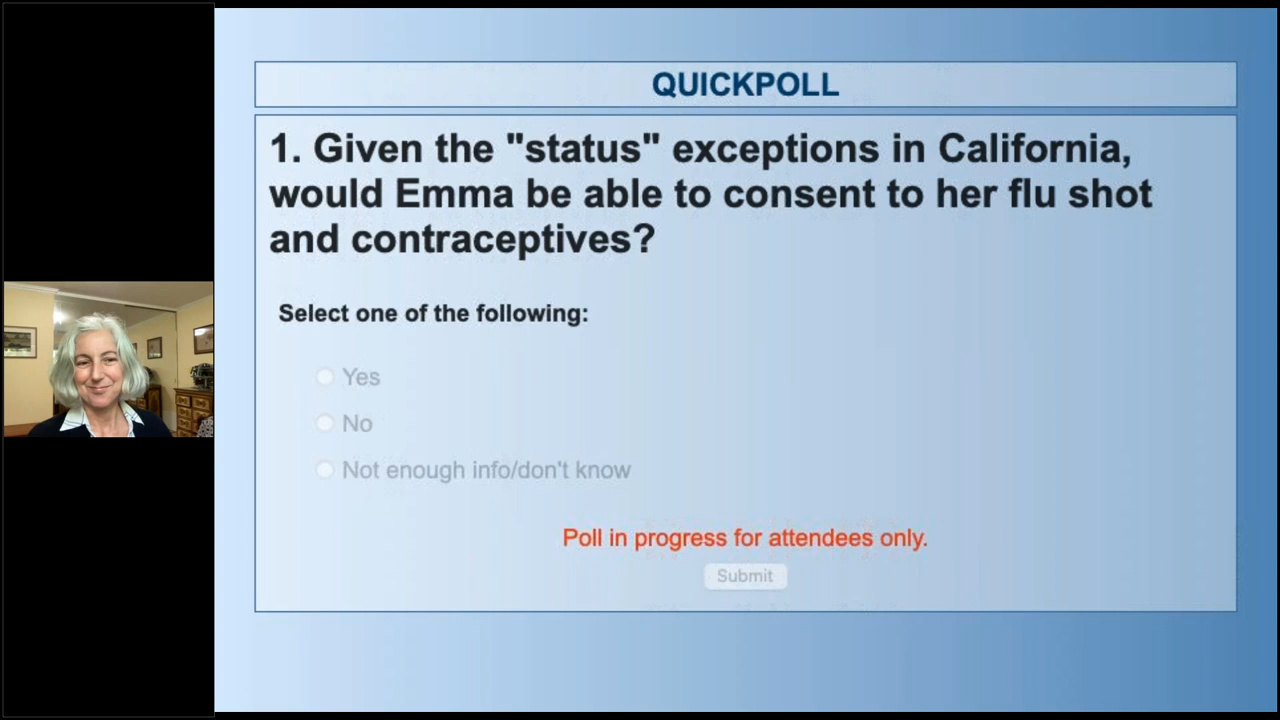 QUICKPOLL
1. Given the "status" exceptions in California,
would Emma be able to consent to her flu shot
and contraceptives?
Select one of the following:
Yes
No
Not enough info/don't know
Poll in progress for attendees only.
Submit